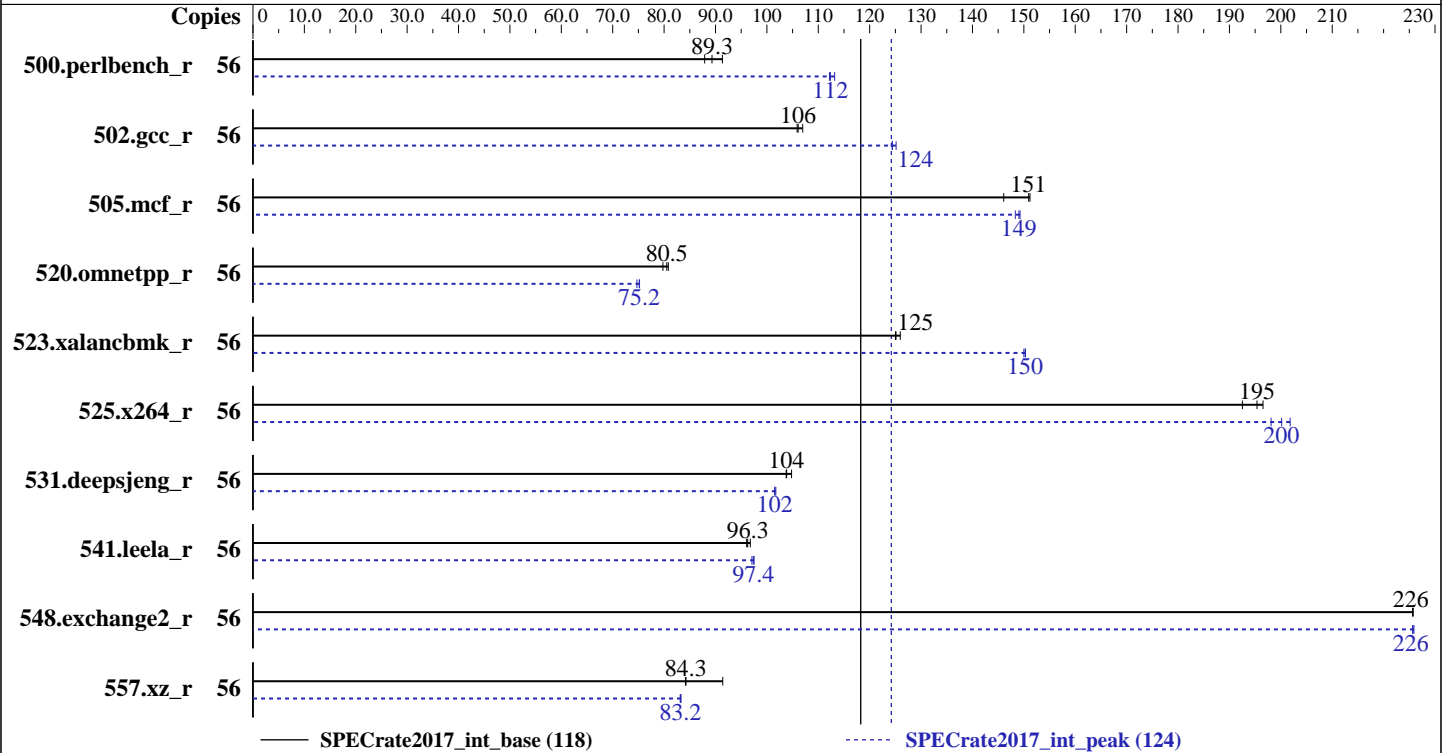 Copies 0 10.0 20.0 30.0 40.0 50.0 60.0 70.0 80.0 90.0 100 110 120 130 140 150 160 170 180 190 200 210 230
89.3
500.perlbench_r 56
112
106
502.gcc_r 56
124
151
505.mcf_r 56
149
80.5
520.omnetpp_r 56
75.2
125
523.xalancbmk_r 56
150
195
525.x264_r 56
200
104
531.deepsjeng_r 56
102
96.3
541.leela_r 56
97.4
226
548.exchange2_r 56
226
84.3
557.xz_r 56
83.2
SPECrate2017_int_base (118) SPECrate2017_int_peak (124)